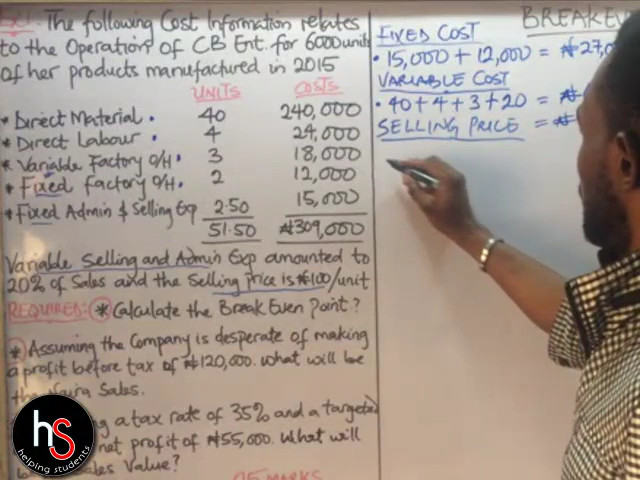 Ex1. The following Cost Information relates
to the Operations of CB Ent. for 6000 units
of her products manufactured in 2015
UNITS COSTS
* Direct Material . 40 240,000
* Direct Labour . 4 24,000
* Variable Factory O/H . 3 18,000
* Fixed factory O/H . 2 12,000
* Fixed Admin & Selling Exp 2.50 15,000
51.50 ₦309,000
Variable Selling and Admin Exp amounted to
20% of Sales and the Selling price is ₦100/unit
REQUIRED: * Calculate the Break Even Point?
* Assuming the Company is desperate of making
a profit before tax of ₦120,000. What will be
the Naira Sales.
a tax rate of 35% and a targeted
net profit of ₦55,000. What will
Sales Value?
REMARKS
BREAKEV
FIXED COST
• 15,000 + 12,000 = ₦27,0
VARIABLE COST
• 40+4+3+20 = ₦
SELLING PRICE = ₦
hs
helping students